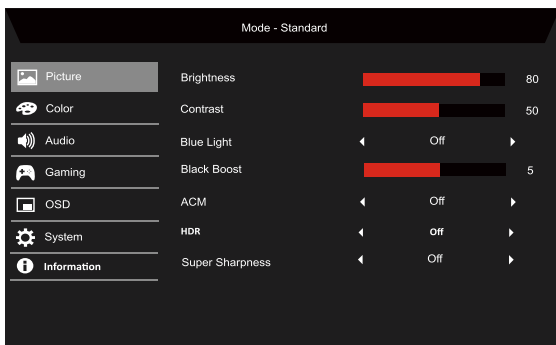 Mode - Standard
Picture
Brightness 80
Color
Contrast 50
Audio
Blue Light Off
Gaming
Black Boost 5
OSD
ACM Off
System
HDR Off
Information
Super Sharpness Off